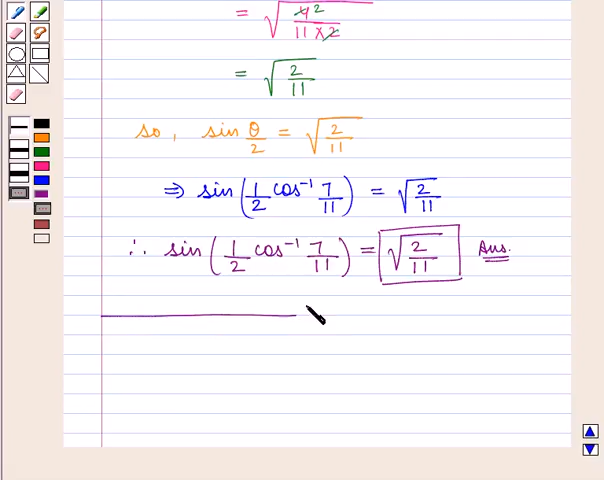 = √(4̸ 2 / 11 × 2̸)
= √(2/11)
so, sin θ/2 = √(2/11)
⇒ sin(1/2 cos⁻¹ 7/11) = √(2/11)
∴ sin(1/2 cos⁻¹ 7/11) = √(2/11) Ans.